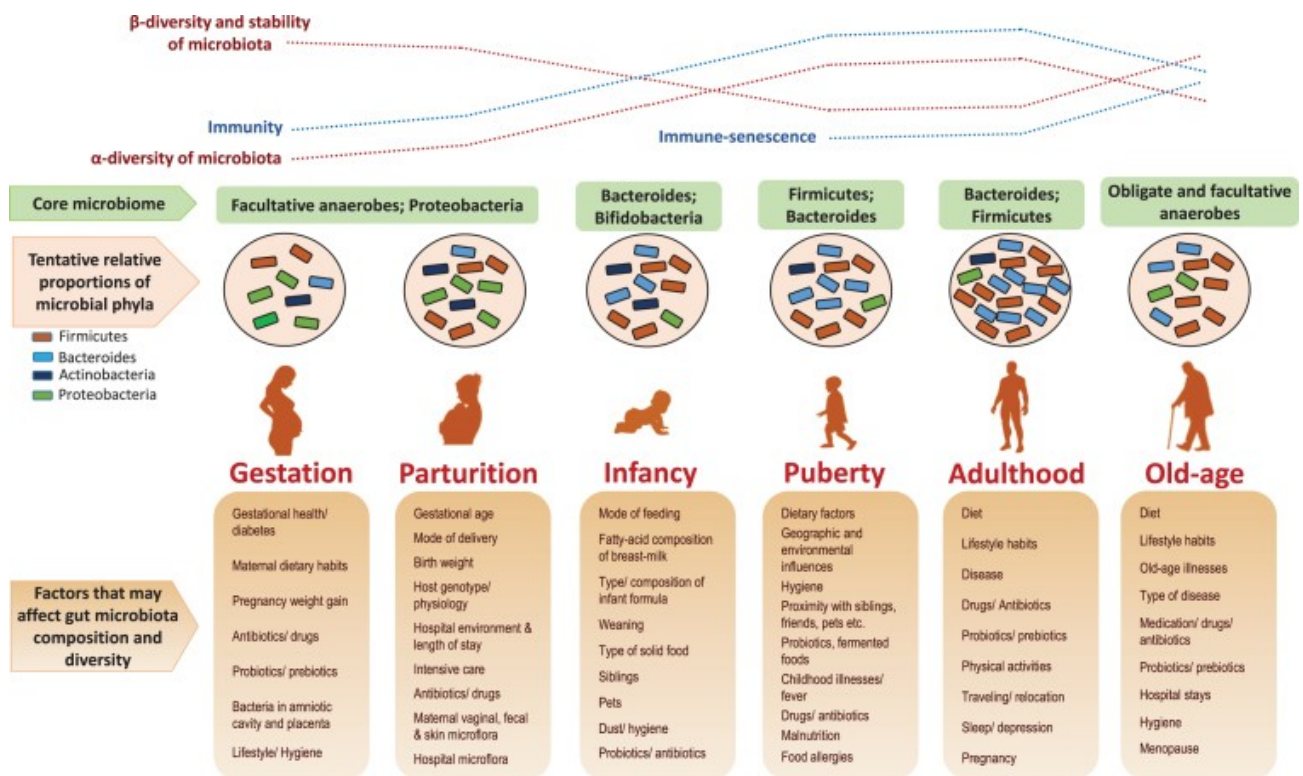 β-diversity and stability
of microbiota
Immunity
α-diversity of microbiota
Immune-senescence
Core microbiome
Facultative anaerobes; Proteobacteria
Bacteroides;
Bifidobacteria
Firmicutes;
Bacteroides
Bacteroides;
Firmicutes
Obligate and facultative
anaerobes
Tentative relative
proportions of
microbial phyla
Firmicutes
Bacteroides
Actinobacteria
Proteobacteria
Gestation
Parturition
Infancy
Puberty
Adulthood
Old-age
Factors that may
affect gut microbiota
composition and
diversity
Gestational health/
diabetes
Maternal dietary habits
Pregnancy weight gain
Antibiotics/ drugs
Probiotics/ prebiotics
Bacteria in amniotic
cavity and placenta
Lifestyle/ Hygiene
Gestational age
Mode of delivery
Birth weight
Host genotype/
physiology
Hospital environment &
length of stay
Intensive care
Antibiotics/ drugs
Maternal vaginal, fecal
& skin microflora
Hospital microflora
Mode of feeding
Fatty-acid composition
of breast-milk
Type/ composition of
infant formula
Weaning
Type of solid food
Siblings
Pets
Dust/ hygiene
Probiotics/ antibiotics
Dietary factors
Geographic and
environmental
influences
Hygiene
Proximity with siblings,
friends, pets etc.
Probiotics, fermented
foods
Childhood illnesses/
fever
Drugs/ antibiotics
Malnutrition
Food allergies
Diet
Lifestyle habits
Disease
Drugs/ Antibiotics
Probiotics/ prebiotics
Physical activities
Traveling/ relocation
Sleep/ depression
Pregnancy
Diet
Lifestyle habits
Old-age illnesses
Type of disease
Medication/ drugs/
antibiotics
Probiotics/ prebiotics
Hospital stays
Hygiene
Menopause